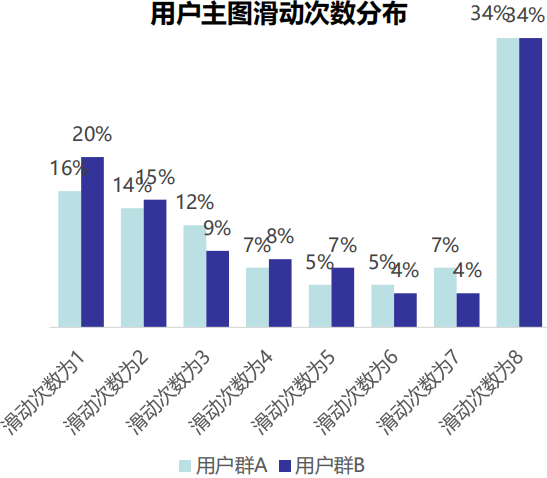 用户主图滑动次数分布
34%
34%
20%
16%
15%
14%
12%
9%
8%
7%
7%
5%
5%
4%
7%
4%
滑动次数为1
滑动次数为2
滑动次数为3
滑动次数为4
滑动次数为5
滑动次数为6
滑动次数为7
滑动次数为8
用户群A
用户群B